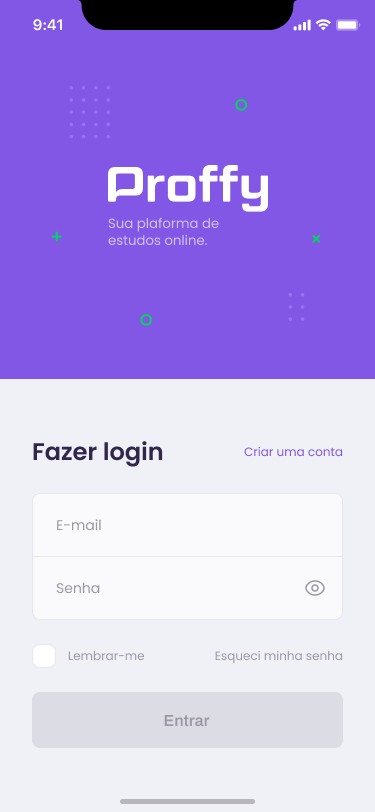 9:41
Proffy
Sua plaforma de
estudos online.
Fazer login
Criar uma conta
E-mail
Senha
Lembrar-me
Esqueci minha senha
Entrar